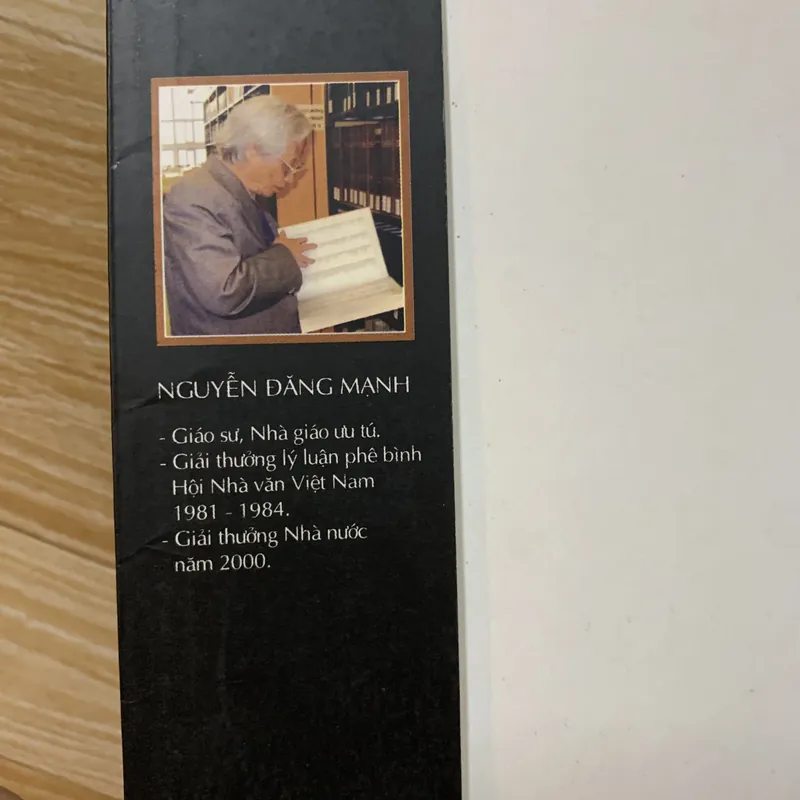 NGUYỄN ĐĂNG MẠNH
- Giáo sư, Nhà giáo ưu tú.
- Giải thưởng lý luận phê bình
Hội Nhà văn Việt Nam
1981 - 1984.
- Giải thưởng Nhà nước
năm 2000.